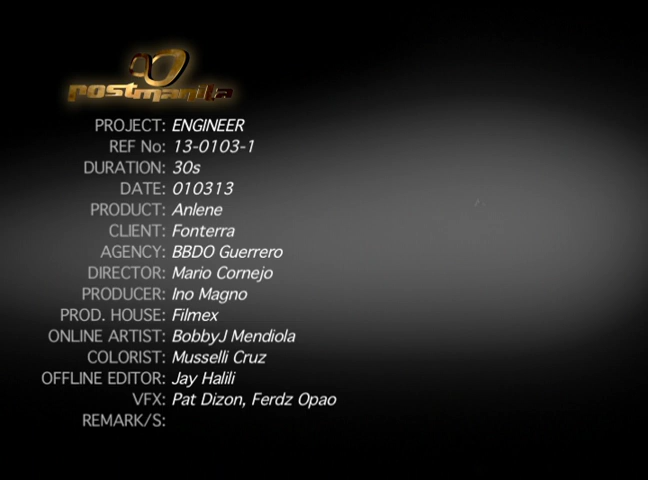 postmanila
PROJECT: ENGINEER
REF No: 13-0103-1
DURATION: 30s
DATE: 010313
PRODUCT: Anlene
CLIENT: Fonterra
AGENCY: BBDO Guerrero
DIRECTOR: Mario Cornejo
PRODUCER: Ino Magno
PROD. HOUSE: Filmex
ONLINE ARTIST: BobbyJ Mendiola
COLORIST: Musselli Cruz
OFFLINE EDITOR: Jay Halili
VFX: Pat Dizon, Ferdz Opao
REMARK/S: